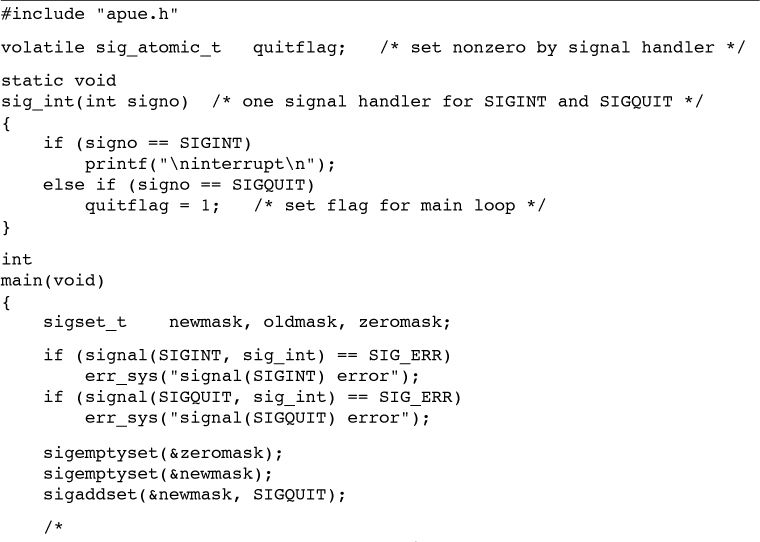 #include "apue.h"
volatile sig_atomic_t   quitflag;   /* set nonzero by signal handler */
static void
sig_int(int signo)  /* one signal handler for SIGINT and SIGQUIT */
{
    if (signo == SIGINT)
        printf("\ninterrupt\n");
    else if (signo == SIGQUIT)
        quitflag = 1;   /* set flag for main loop */
}
int
main(void)
{
    sigset_t    newmask, oldmask, zeromask;
    if (signal(SIGINT, sig_int) == SIG_ERR)
        err_sys("signal(SIGINT) error");
    if (signal(SIGQUIT, sig_int) == SIG_ERR)
        err_sys("signal(SIGQUIT) error");
    sigemptyset(&zeromask);
    sigemptyset(&newmask);
    sigaddset(&newmask, SIGQUIT);
    /*